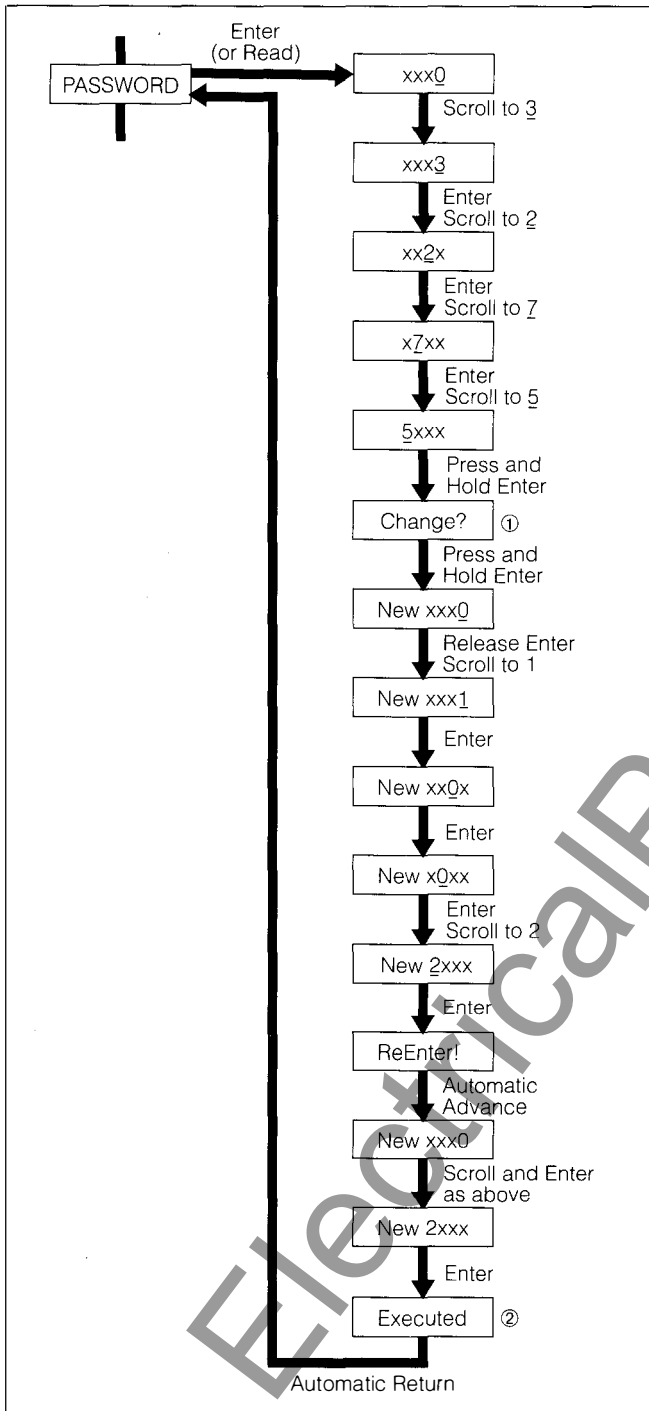 Enter
(or Read)
PASSWORD
xxx0
Scroll to 3
xxx3
Enter
Scroll to 2
xx2x
Enter
Scroll to 7
x7xx
Enter
Scroll to 5
5xxx
Press and
Hold Enter
Change? ①
Press and
Hold Enter
New xxx0
Release Enter
Scroll to 1
New xxx1
Enter
New xx0x
Enter
New x0xx
Enter
Scroll to 2
New 2xxx
Enter
ReEnter!
Automatic
Advance
New xxx0
Scroll and Enter
as above
New 2xxx
Enter
Executed ②
Automatic Return